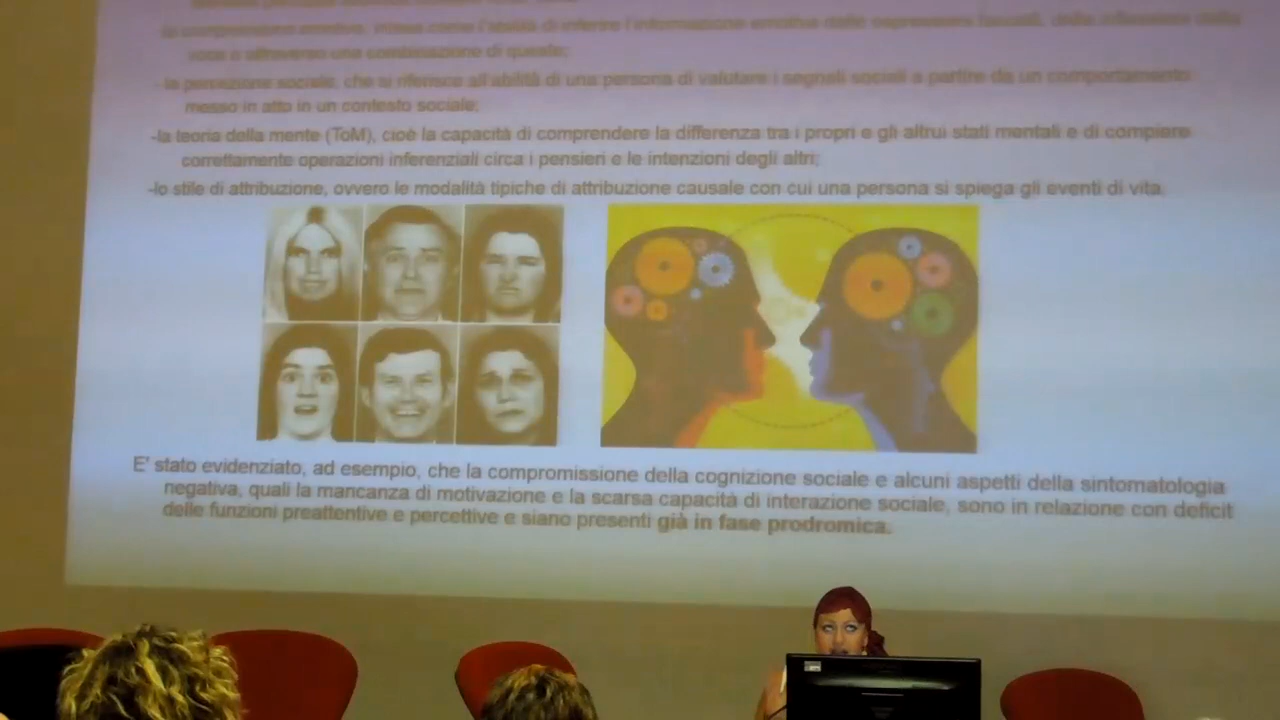 la comprensione emotiva, intesa come l'abilità di inferire l'informazione emotiva dalle espressioni facciali, dalle inflessioni della
voce o attraverso una combinazione di queste;
la percezione sociale, che si riferisce all'abilità di una persona di valutare i segnali sociali a partire da un comportamento
messo in atto in un contesto sociale;
-la teoria della mente (ToM), cioè la capacità di comprendere la differenza tra i propri e gli altrui stati mentali e di compiere
correttamente operazioni inferenziali circa i pensieri e le intenzioni degli altri;
-lo stile di attribuzione, ovvero le modalità tipiche di attribuzione causale con cui una persona si spiega gli eventi di vita.
E' stato evidenziato, ad esempio, che la compromissione della cognizione sociale e alcuni aspetti della sintomatologia
negativa, quali la mancanza di motivazione e la scarsa capacità di interazione sociale, sono in relazione con deficit
delle funzioni preattentive e percettive e siano presenti già in fase prodromica.